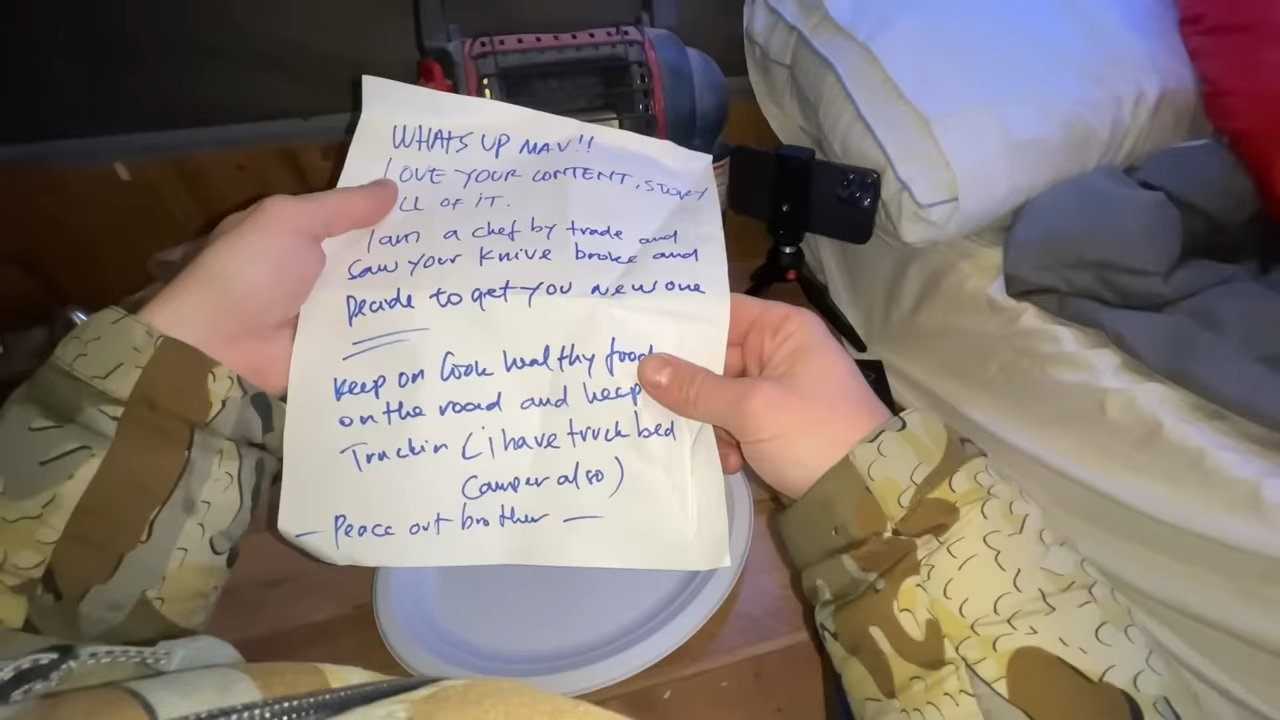 WHATS UP MAV!!
LOVE YOUR CONTENT, STORY
LL OF IT.
I am a chef by trade and
saw your knive broke and
Decide to get you new one
keep on Cook healthy food
on the road and keep
Truckin (i have truck bed
camper also)
— Peace out brother —